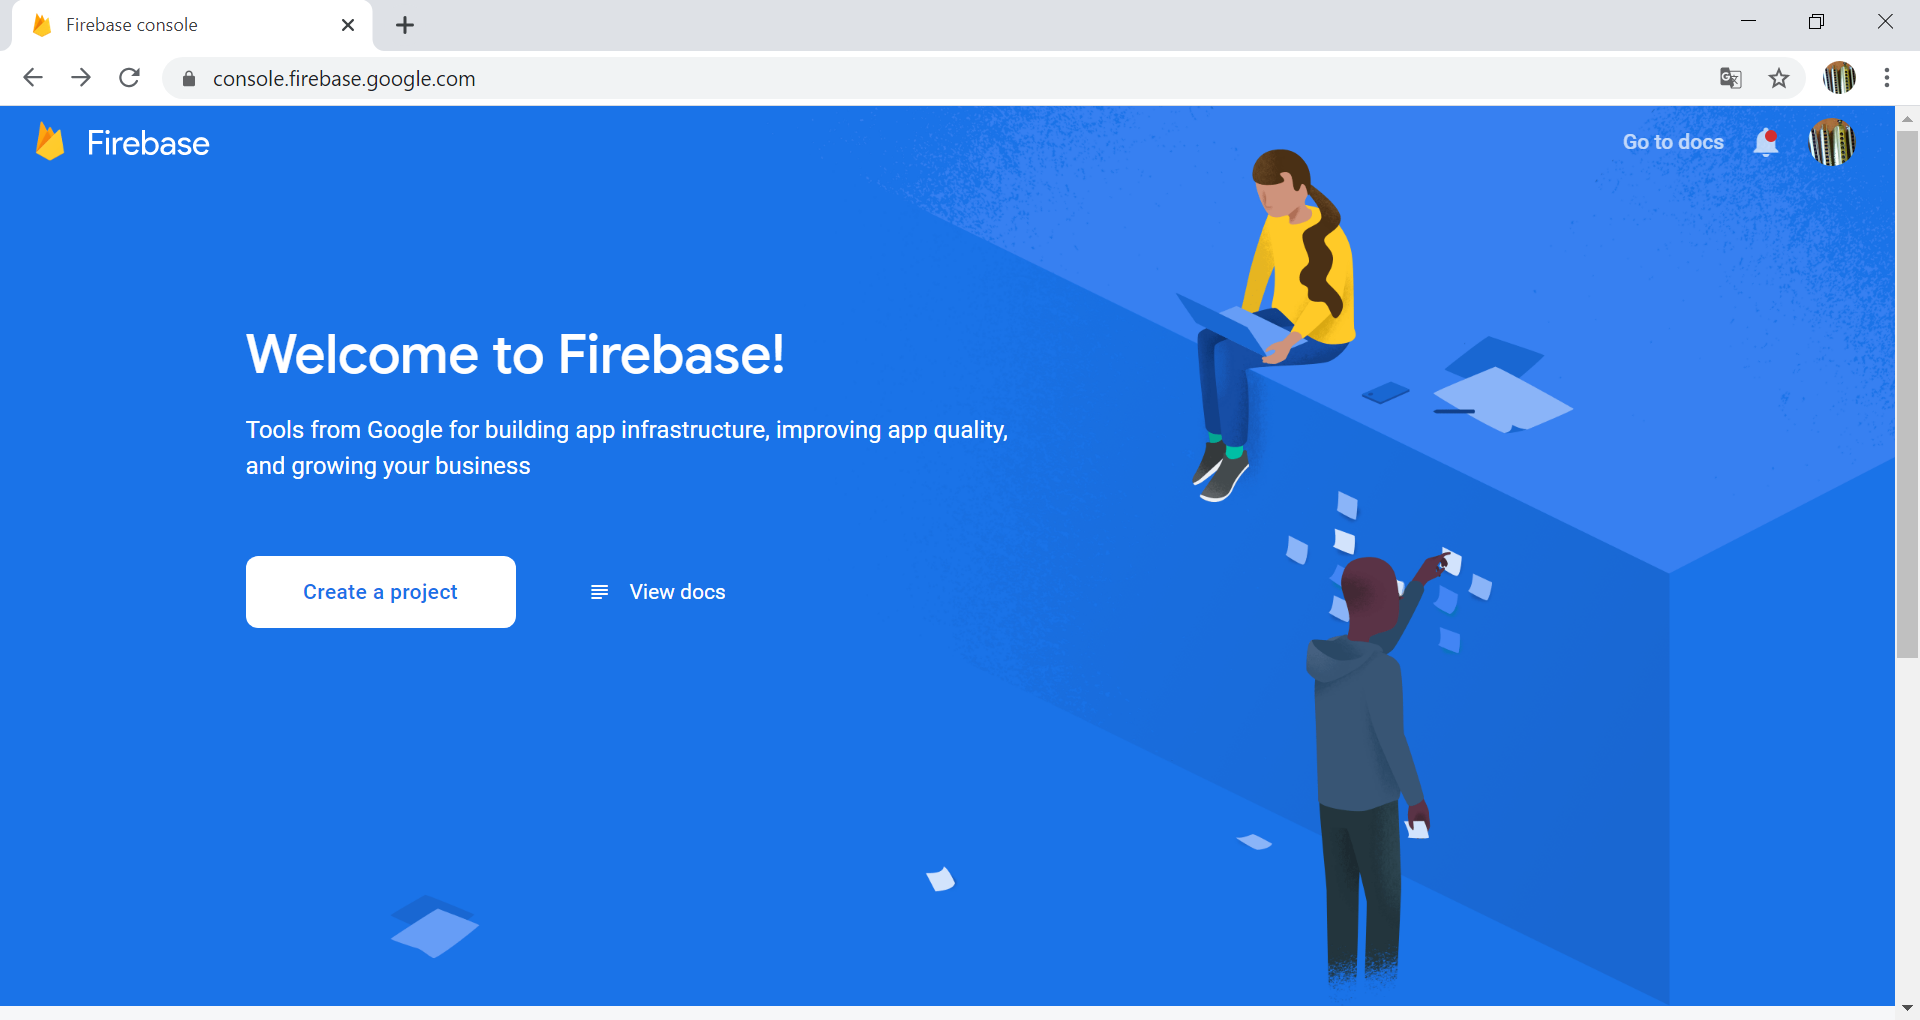 Firebase console
console.firebase.google.com
Firebase
Go to docs
Welcome to Firebase!
Tools from Google for building app infrastructure, improving app quality,
and growing your business
Create a project
View docs